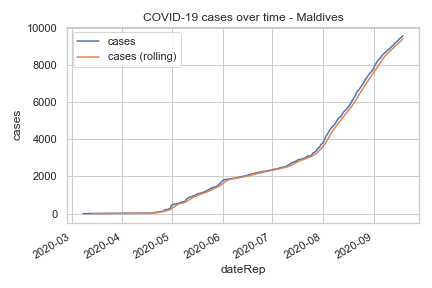 COVID-19 cases over time - Maldives
cases
cases (rolling)
10000
8000
6000
4000
2000
0
cases
2020-03
2020-04
2020-05
2020-06
2020-07
2020-08
2020-09
dateRep